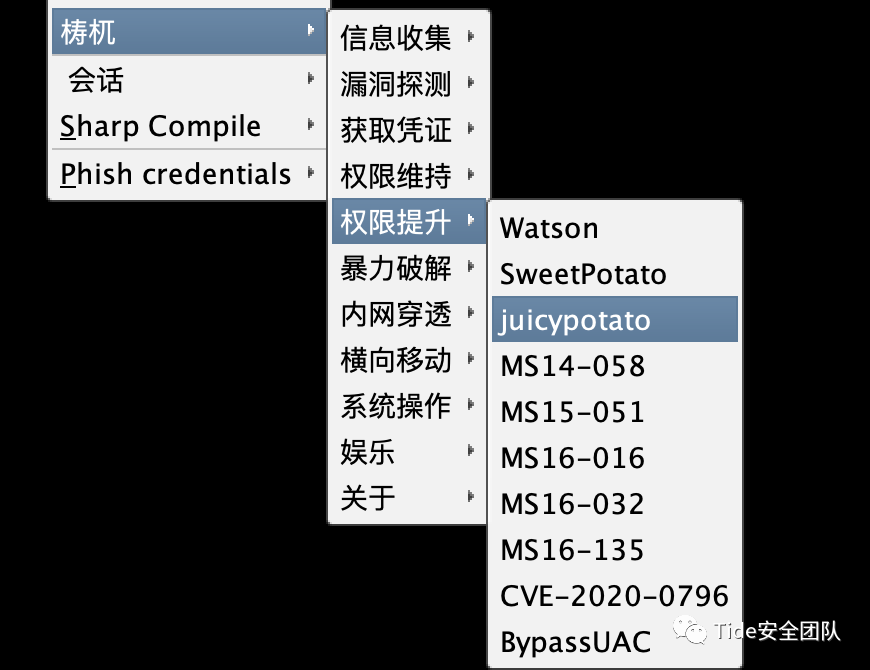 梼杌
会话
Sharp Compile
Phish credentials
信息收集
漏洞探测
获取凭证
权限维持
权限提升
暴力破解
内网穿透
横向移动
系统操作
娱乐
关于
Watson
SweetPotato
juicypotato
MS14-058
MS15-051
MS16-016
MS16-032
MS16-135
CVE-2020-0796
BypassUAC
Tide安全团队